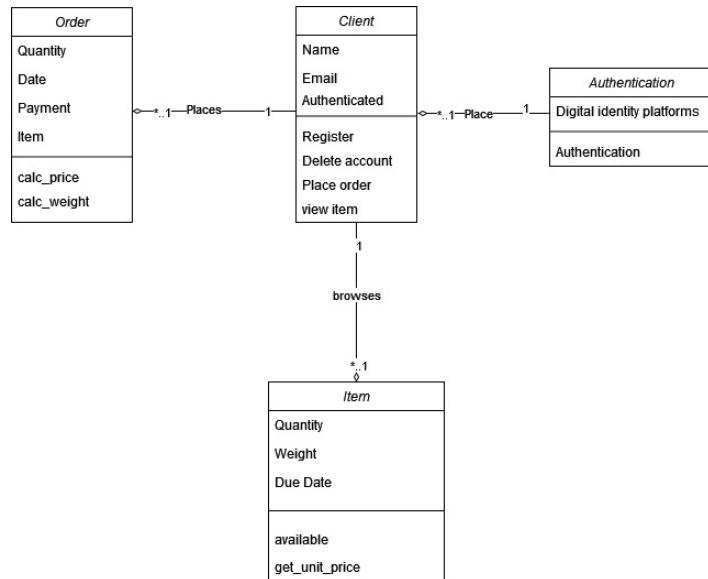 Order
Quantity
Date
Payment
Item
calc_price
calc_weight
*..1
Places
1
Client
Name
Email
Authenticated
Register
Delete account
Place order
view item
*..1
Place
1
Authentication
Digital identity platforms
Authentication
1
browses
*..1
Item
Quantity
Weight
Due Date
available
get_unit_price